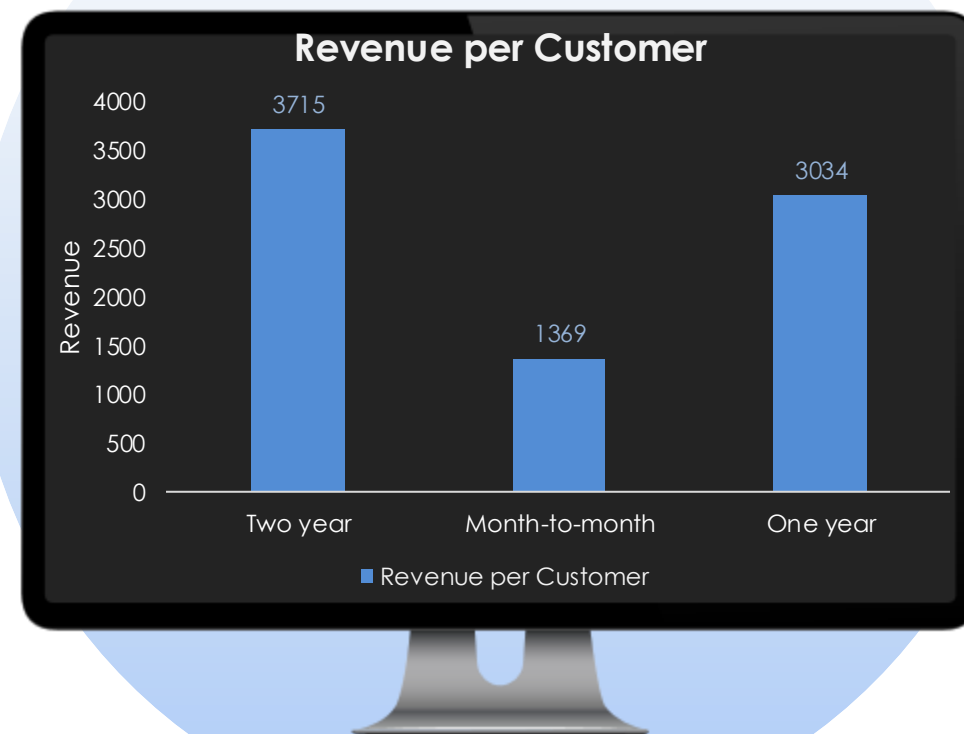 Revenue per Customer
4000
3500
3000
2500
2000
1500
1000
500
0
Revenue
3715
1369
3034
Two year
Month-to-month
One year
Revenue per Customer